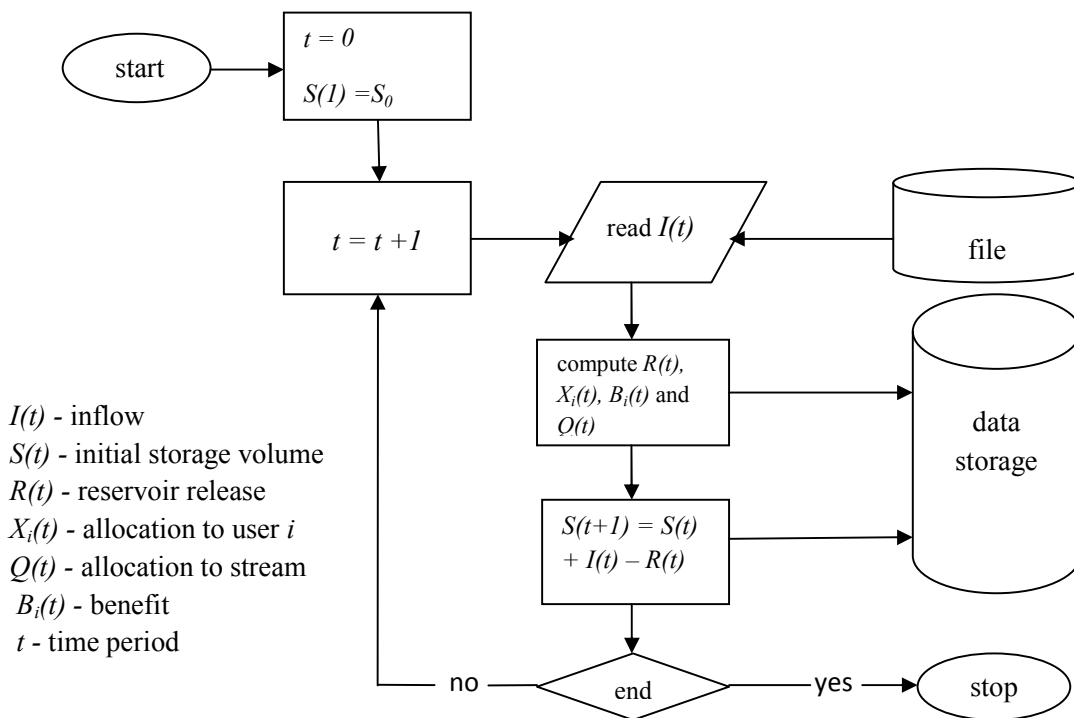 start
t = 0
S(1) =S₀
t = t +1
read I(t)
file
compute R(t),
Xᵢ(t), Bᵢ(t) and
Q(t)
data
storage
S(t+1) = S(t)
+ I(t) – R(t)
no
end
yes
stop
I(t) - inflow
S(t) - initial storage volume
R(t) - reservoir release
Xᵢ(t) - allocation to user i
Q(t) - allocation to stream
Bᵢ(t) - benefit
t - time period